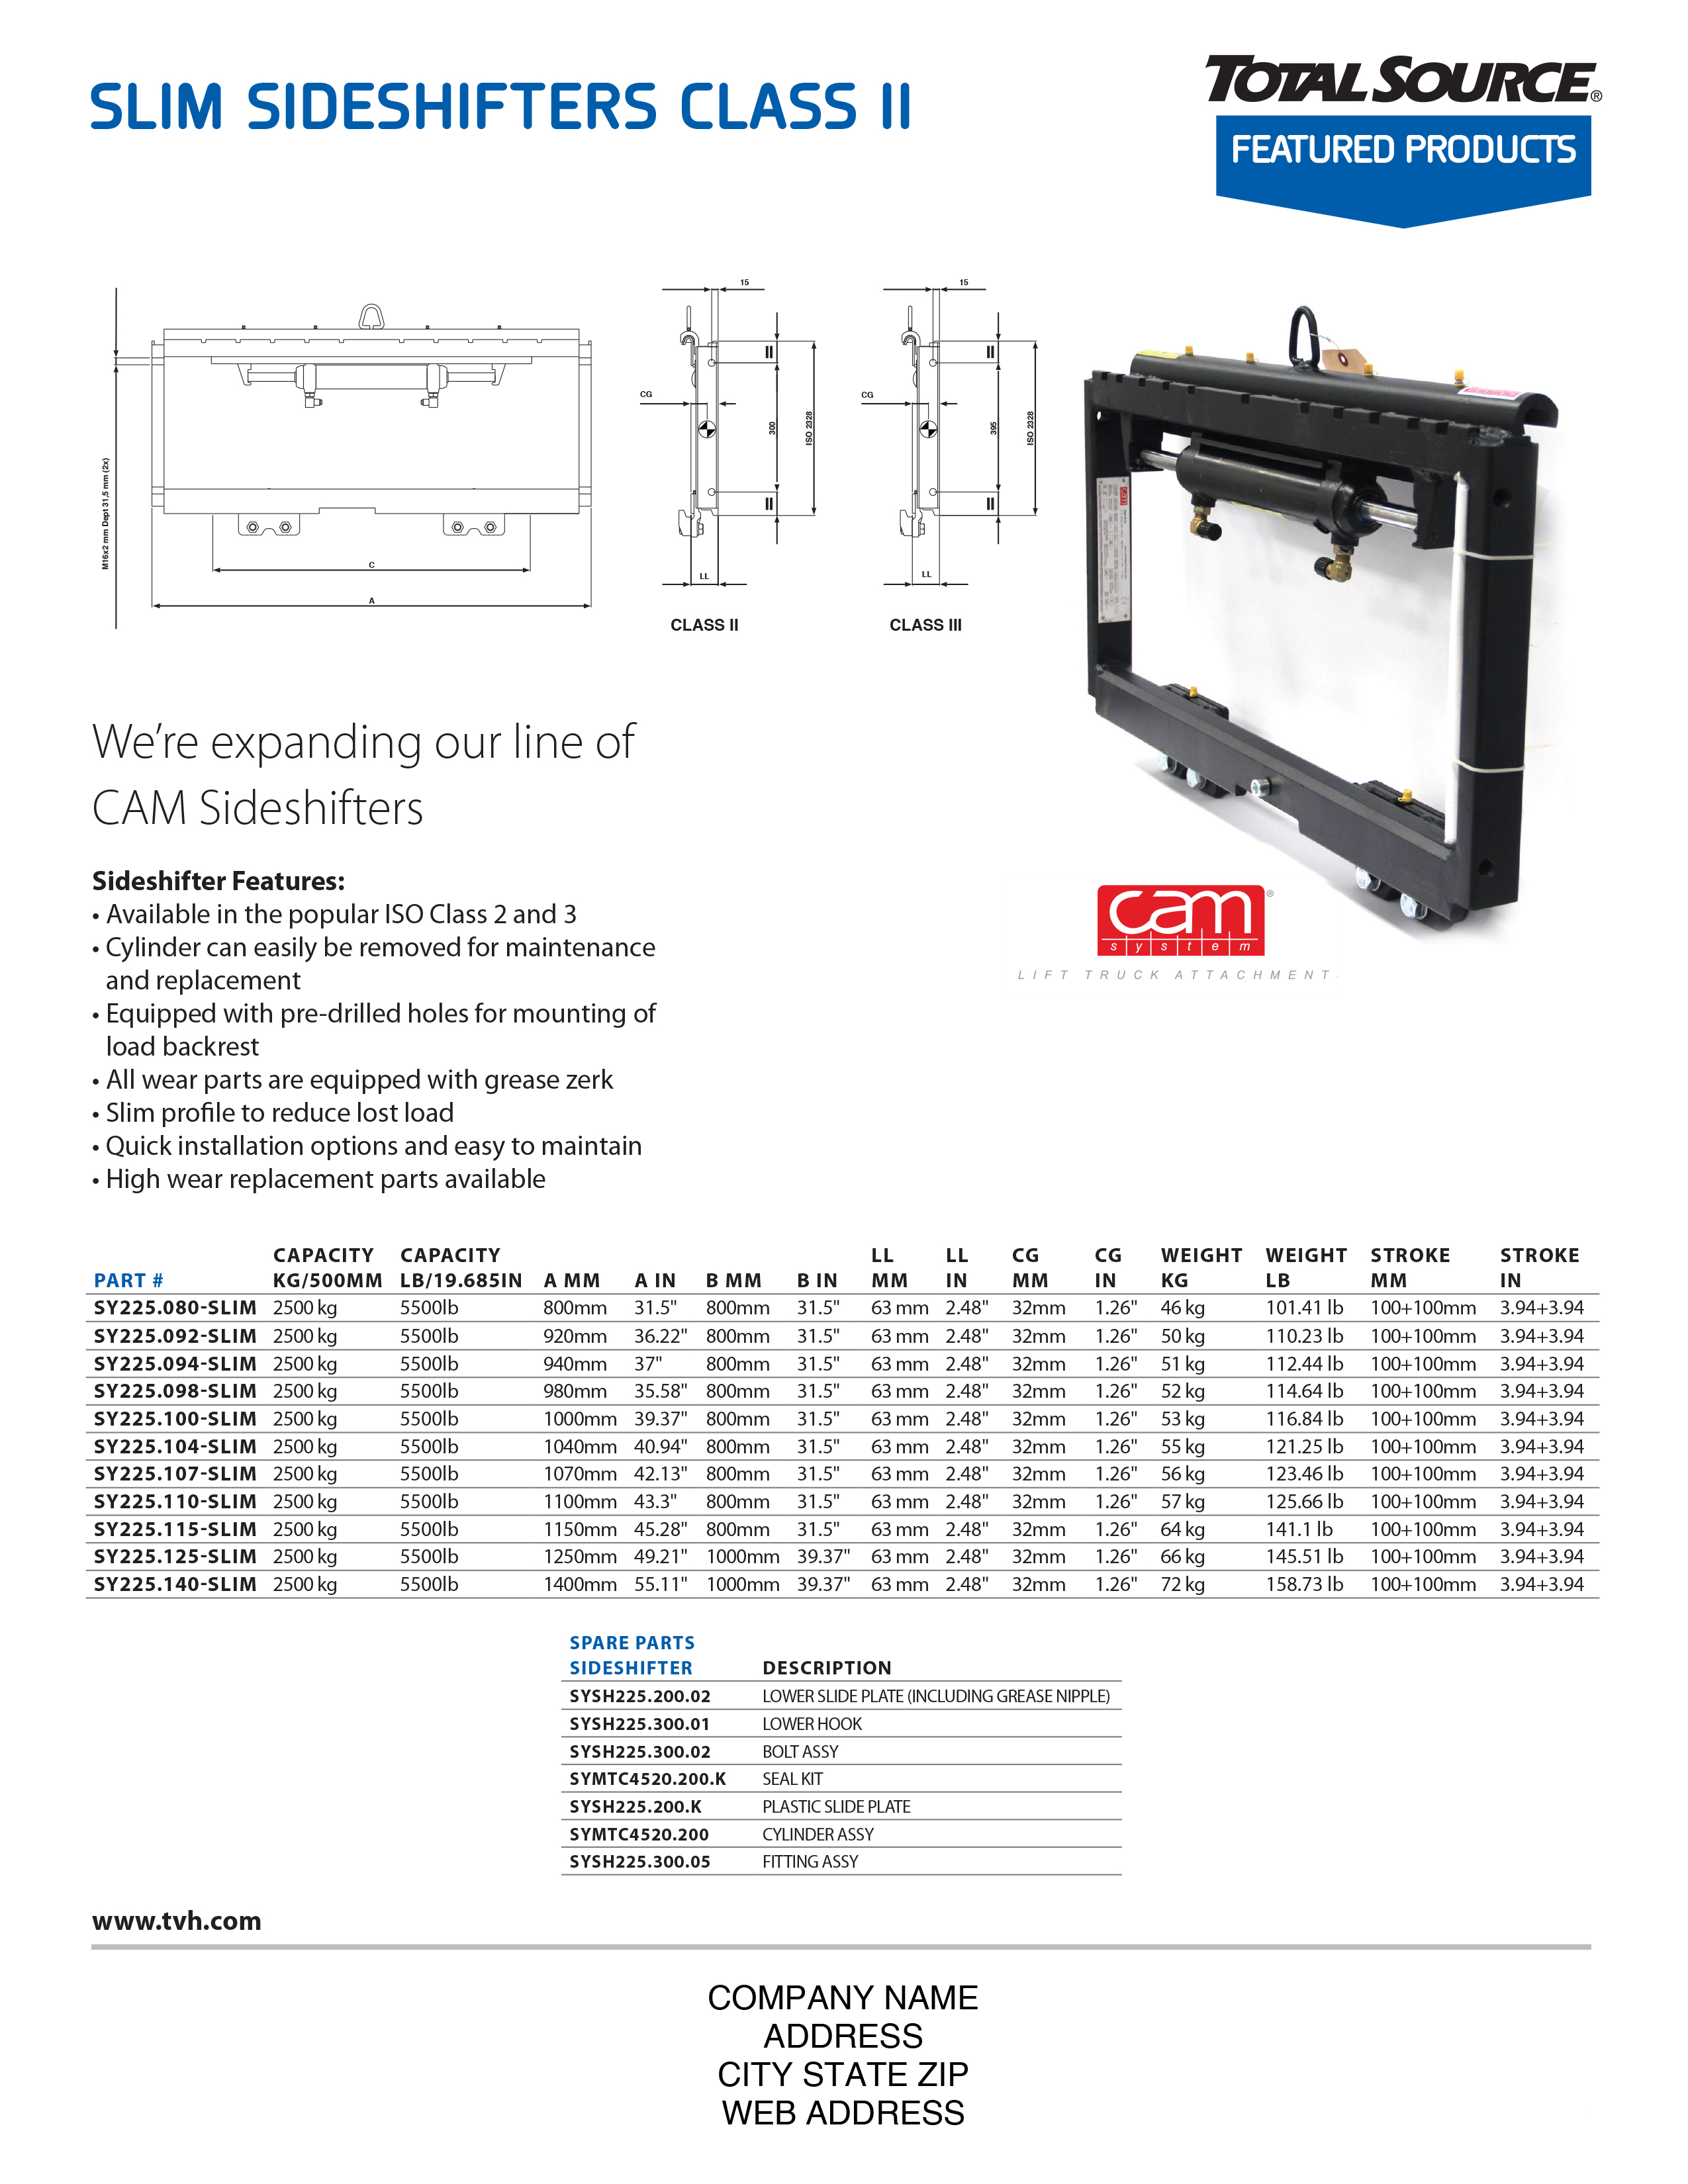 SLIM SIDESHIFTERS CLASS II
TOTALSOURCE®
FEATURED PRODUCTS
M16x2 mm Dept 31,5 mm (2x)
C
A
15
II
CG
300
ISO 2328
II
LL
CLASS II
15
II
CG
395
ISO 2328
II
LL
CLASS III
We’re expanding our line of
CAM Sideshifters
Sideshifter Features:
• Available in the popular ISO Class 2 and 3
• Cylinder can easily be removed for maintenance
and replacement
• Equipped with pre-drilled holes for mounting of
load backrest
• All wear parts are equipped with grease zerk
• Slim profile to reduce lost load
• Quick installation options and easy to maintain
• High wear replacement parts available
cam®
system
LIFT TRUCK ATTACHMENT
PART # CAPACITY KG/500MM CAPACITY LB/19.685IN A MM A IN B MM B IN LL MM LL IN CG MM CG IN WEIGHT KG WEIGHT LB STROKE MM STROKE IN
SY225.080-SLIM 2500 kg 5500lb 800mm 31.5" 800mm 31.5" 63 mm 2.48" 32mm 1.26" 46 kg 101.41 lb 100+100mm 3.94+3.94
SY225.092-SLIM 2500 kg 5500lb 920mm 36.22" 800mm 31.5" 63 mm 2.48" 32mm 1.26" 50 kg 110.23 lb 100+100mm 3.94+3.94
SY225.094-SLIM 2500 kg 5500lb 940mm 37" 800mm 31.5" 63 mm 2.48" 32mm 1.26" 51 kg 112.44 lb 100+100mm 3.94+3.94
SY225.098-SLIM 2500 kg 5500lb 980mm 35.58" 800mm 31.5" 63 mm 2.48" 32mm 1.26" 52 kg 114.64 lb 100+100mm 3.94+3.94
SY225.100-SLIM 2500 kg 5500lb 1000mm 39.37" 800mm 31.5" 63 mm 2.48" 32mm 1.26" 53 kg 116.84 lb 100+100mm 3.94+3.94
SY225.104-SLIM 2500 kg 5500lb 1040mm 40.94" 800mm 31.5" 63 mm 2.48" 32mm 1.26" 55 kg 121.25 lb 100+100mm 3.94+3.94
SY225.107-SLIM 2500 kg 5500lb 1070mm 42.13" 800mm 31.5" 63 mm 2.48" 32mm 1.26" 56 kg 123.46 lb 100+100mm 3.94+3.94
SY225.110-SLIM 2500 kg 5500lb 1100mm 43.3" 800mm 31.5" 63 mm 2.48" 32mm 1.26" 57 kg 125.66 lb 100+100mm 3.94+3.94
SY225.115-SLIM 2500 kg 5500lb 1150mm 45.28" 800mm 31.5" 63 mm 2.48" 32mm 1.26" 64 kg 141.1 lb 100+100mm 3.94+3.94
SY225.125-SLIM 2500 kg 5500lb 1250mm 49.21" 1000mm 39.37" 63 mm 2.48" 32mm 1.26" 66 kg 145.51 lb 100+100mm 3.94+3.94
SY225.140-SLIM 2500 kg 5500lb 1400mm 55.11" 1000mm 39.37" 63 mm 2.48" 32mm 1.26" 72 kg 158.73 lb 100+100mm 3.94+3.94
SPARE PARTS
SIDESHIFTER DESCRIPTION
SYSH225.200.02 LOWER SLIDE PLATE (INCLUDING GREASE NIPPLE)
SYSH225.300.01 LOWER HOOK
SYSH225.300.02 BOLT ASSY
SYMTC4520.200.K SEAL KIT
SYSH225.200.K PLASTIC SLIDE PLATE
SYMTC4520.200 CYLINDER ASSY
SYSH225.300.05 FITTING ASSY
www.tvh.com
COMPANY NAME
ADDRESS
CITY STATE ZIP
WEB ADDRESS